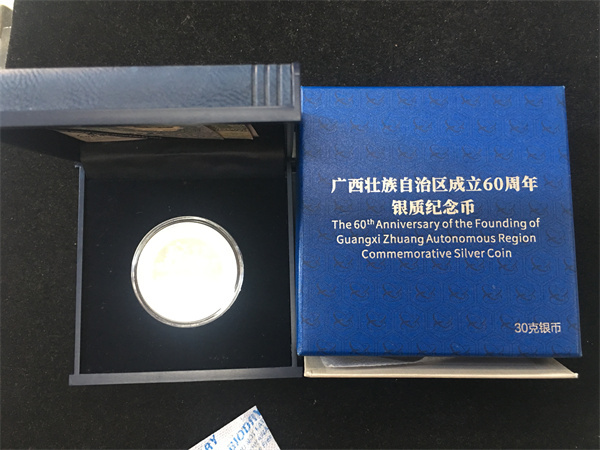 广西壮族自治区成立60周年
银质纪念币
The 60th Anniversary of the Founding of
Guangxi Zhuang Autonomous Region
Commemorative Silver Coin
30克银币